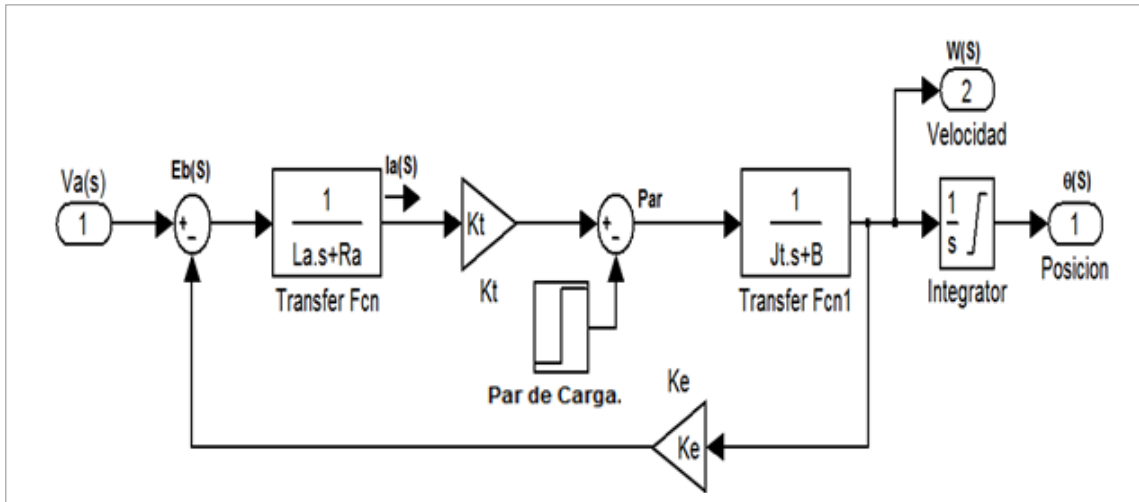 W(S)
2
Velocidad
Va(s)
1
Eb(S)
+
-
1
La.s+Ra
Transfer Fcn
Ia(S)
Kt
Kt
+
-
Par
Par de Carga.
1
Jt.s+B
Transfer Fcn1
1
s
Integrator
θ(S)
1
Posicion
Ke
Ke